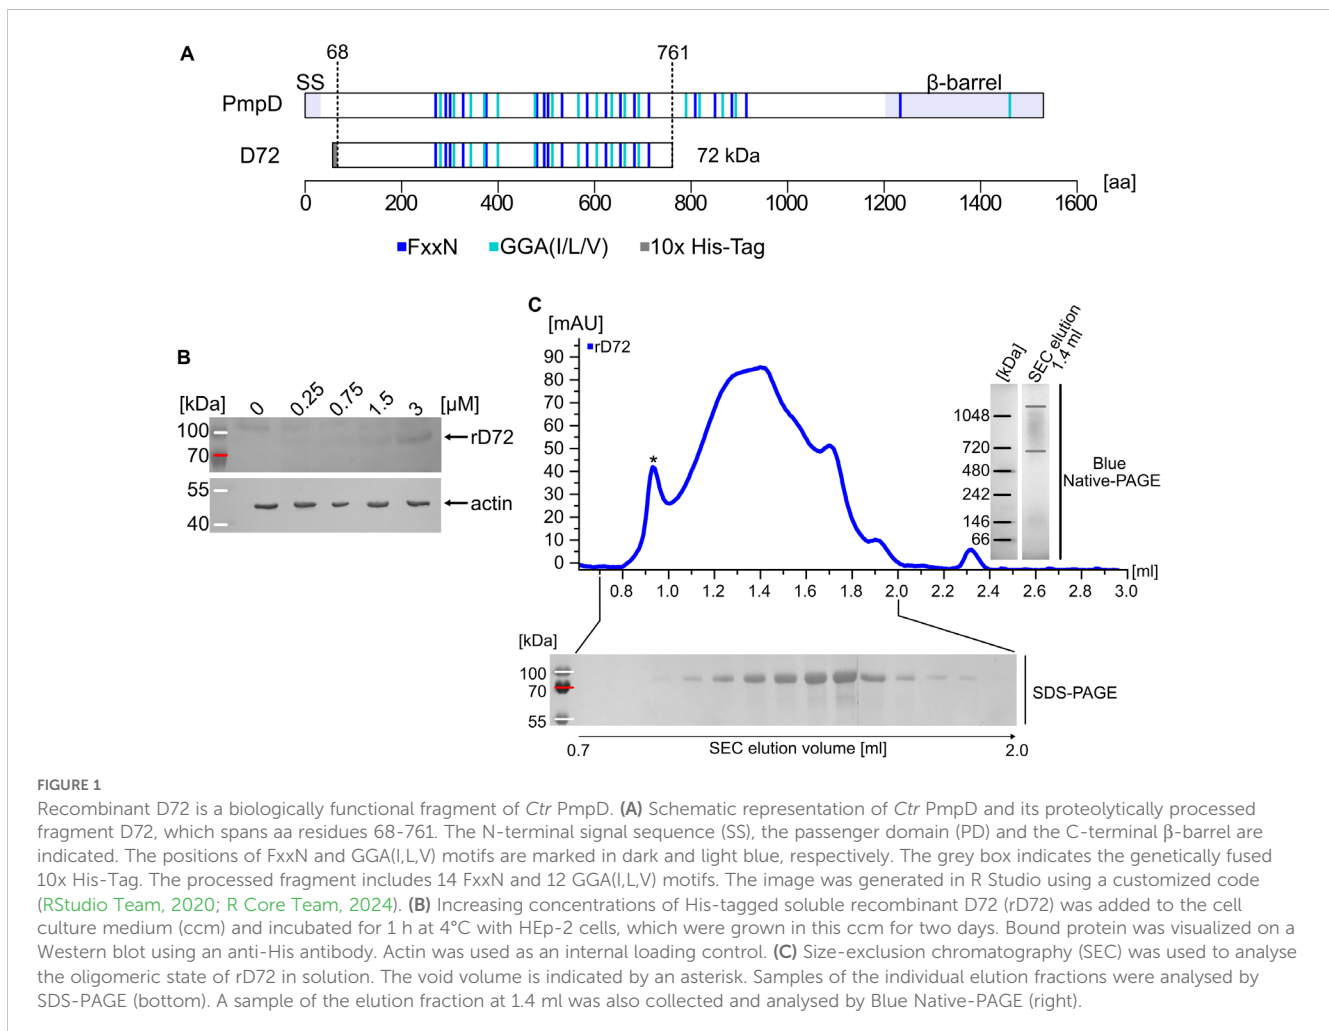 A
68
761
SS
β-barrel
PmpD
D72
72 kDa
[aa]
0 200 400 600 800 1000 1200 1400 1600
FxxN GGA(I/L/V) 10x His-Tag
B
[kDa] 0 0.25 0.75 1.5 3 [µM]
100
70
rD72
55
40
actin
C
[mAU]
rD72
90
80
70
60
50
40
30
20
10
0
*
0.8 1.0 1.2 1.4 1.6 1.8 2.0 2.2 2.4 2.6 2.8 3.0
[ml]
[kDa]
SEC elution
1.4 ml
1048
720
480
242
146
66
Blue
Native-PAGE
[kDa]
100
70
55
SDS-PAGE
0.7 SEC elution volume [ml] 2.0
FIGURE 1
Recombinant D72 is a biologically functional fragment of Ctr PmpD. (A) Schematic representation of Ctr PmpD and its proteolytically processed
fragment D72, which spans aa residues 68-761. The N-terminal signal sequence (SS), the passenger domain (PD) and the C-terminal β-barrel are
indicated. The positions of FxxN and GGA(I,L,V) motifs are marked in dark and light blue, respectively. The grey box indicates the genetically fused
10x His-Tag. The processed fragment includes 14 FxxN and 12 GGA(I,L,V) motifs. The image was generated in R Studio using a customized code
(RStudio Team, 2020; R Core Team, 2024). (B) Increasing concentrations of His-tagged soluble recombinant D72 (rD72) was added to the cell
culture medium (ccm) and incubated for 1 h at 4°C with HEp-2 cells, which were grown in this ccm for two days. Bound protein was visualized on a
Western blot using an anti-His antibody. Actin was used as an internal loading control. (C) Size-exclusion chromatography (SEC) was used to analyse
the oligomeric state of rD72 in solution. The void volume is indicated by an asterisk. Samples of the individual elution fractions were analysed by
SDS-PAGE (bottom). A sample of the elution fraction at 1.4 ml was also collected and analysed by Blue Native-PAGE (right).